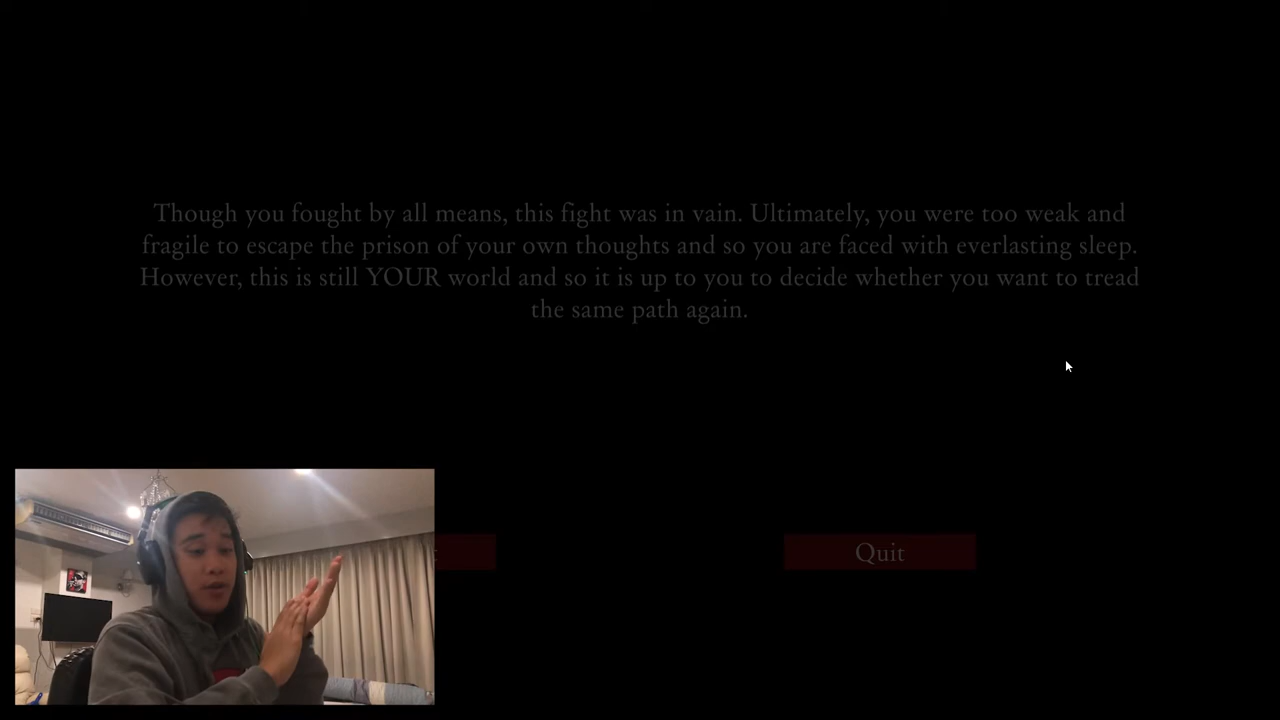 Though you fought by all means, this fight was in vain. Ultimately, you were too weak and
fragile to escape the prison of your own thoughts and so you are faced with everlasting sleep.
However, this is still YOUR world and so it is up to you to decide whether you want to tread
the same path again.
Quit